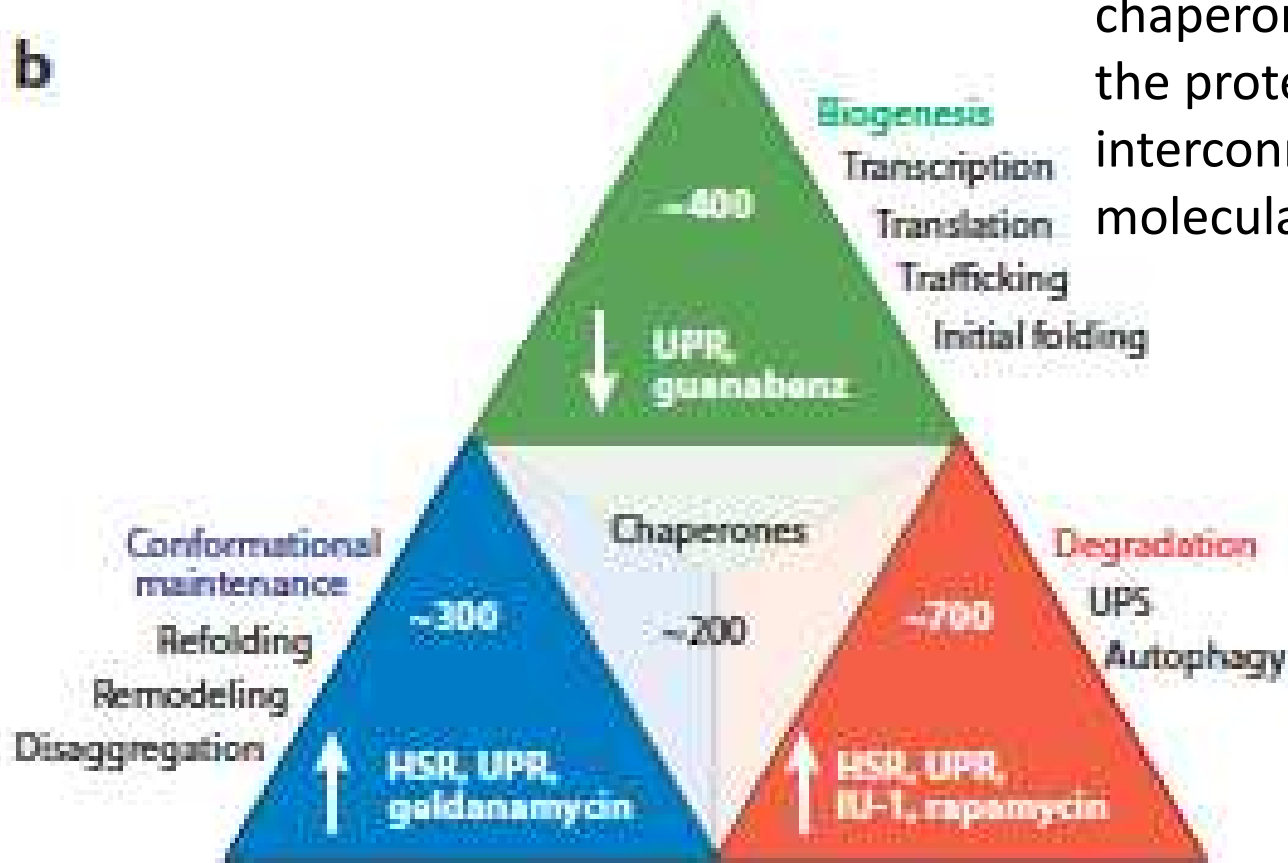 b
chaperon
the prote
interconn
molecula
Biogenesis
Transcription
Translation
Trafficking
Initial folding
~400
UPR,
guanabenz
Conformational
maintenance
Refolding
Remodeling
Disaggregation
~300
HSR, UPR,
geldanamycin
Chaperones
~200
Degradation
UPS
Autophagy
~700
HSR, UPR,
IU-1, rapamycin